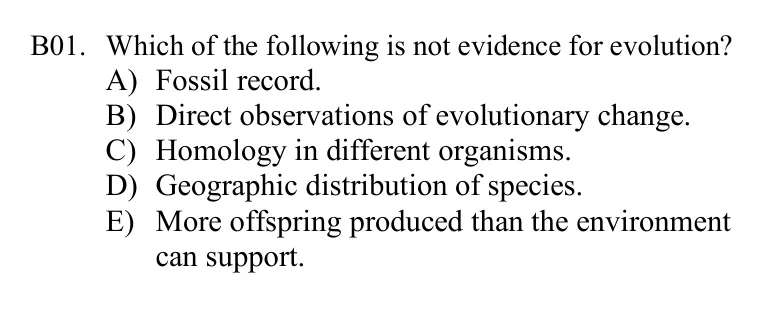 B01. Which of the following is not evidence for evolution?
A) Fossil record.
B) Direct observations of evolutionary change.
C) Homology in different organisms.
D) Geographic distribution of species.
E) More offspring produced than the environment
can support.